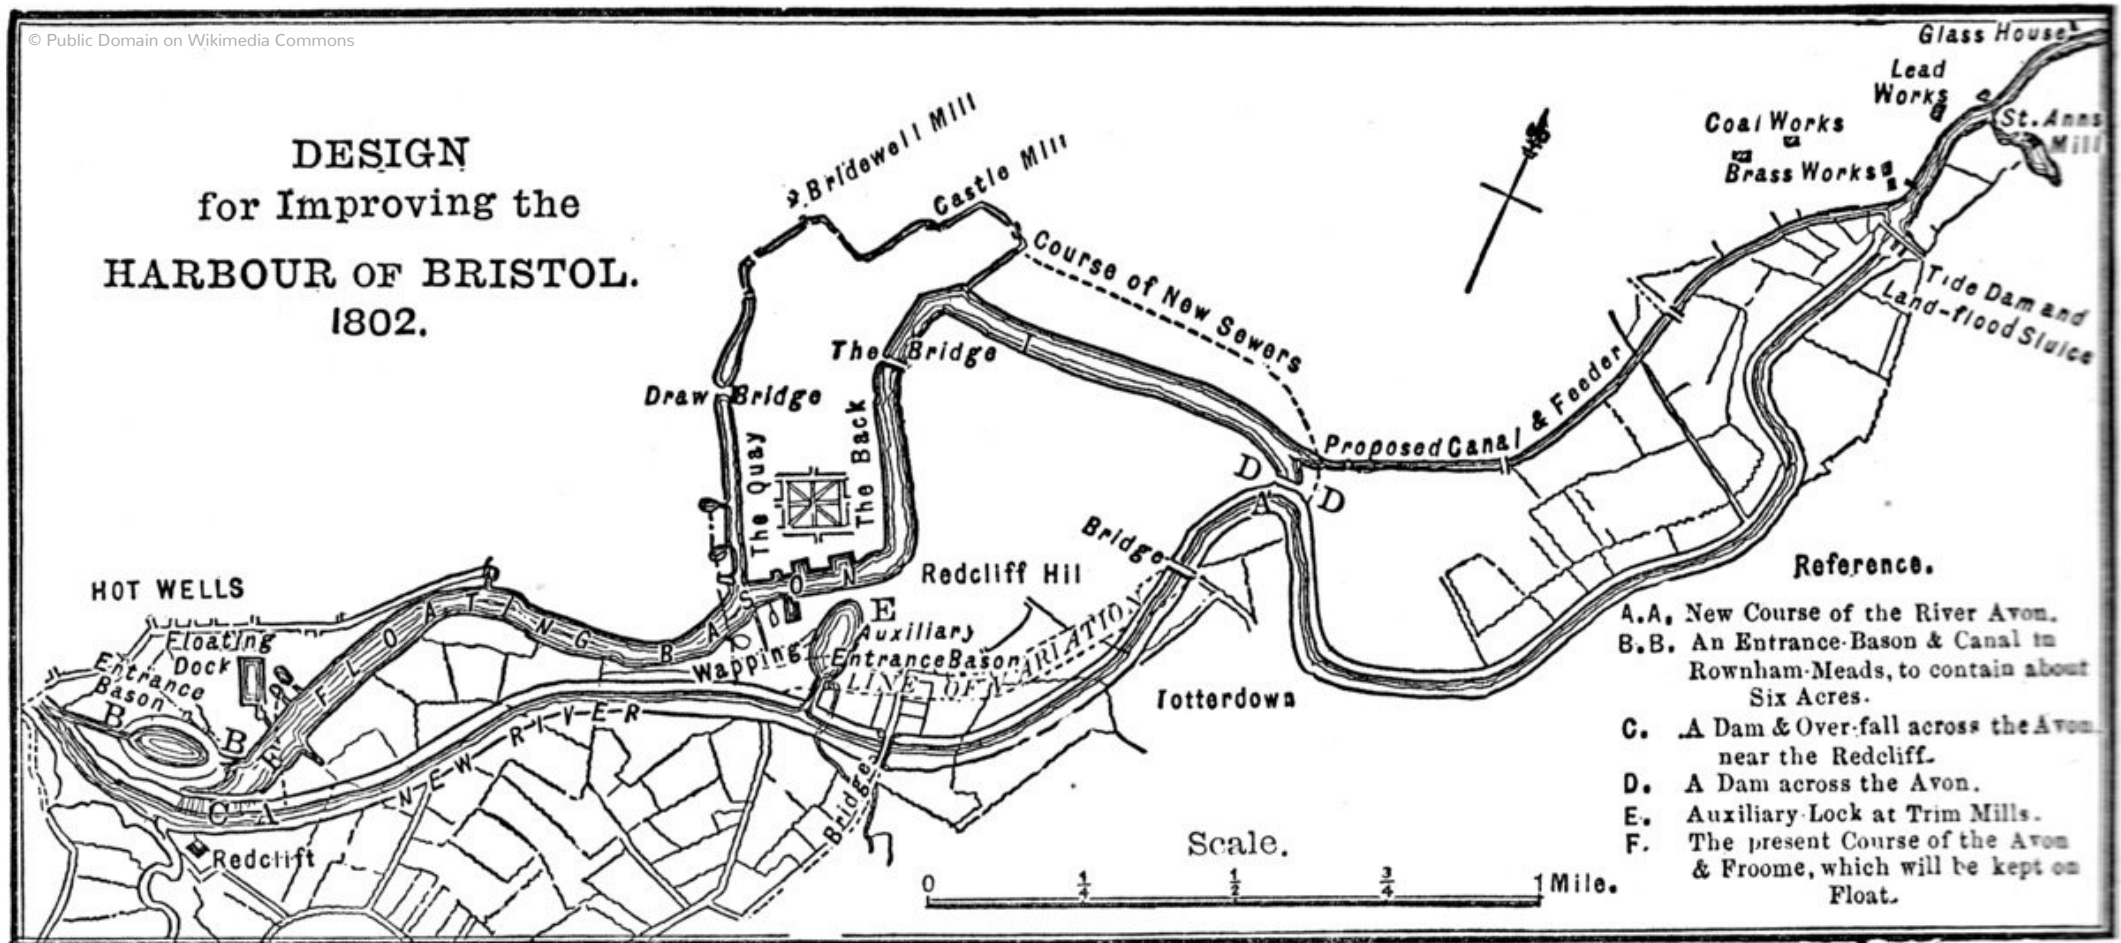 © Public Domain on Wikimedia Commons
DESIGN
for Improving the
HARBOUR OF BRISTOL.
1802.
Glass House
Lead
Works
St. Anns
Mill
Coal Works
Brass Works
Bridewell Mill
Castle Mill
Course of New Sewers
Tide Dam and
Land-flood Sluice
The Bridge
Draw Bridge
The Quay
The Back
Proposed Canal & Feeder
D
D
A
Bridge
HOT WELLS
Redcliff Hil
Floating
Dock
Entrance
Bason
B
B
F
FLOATING BASON
Wapping
E
Auxiliary
Entrance Bason
LINE OF VARIATION
Totterdown
NEW RIVER
C
A
Bridge
Redclift
Scale.
0 1/4 1/2 3/4 1 Mile.
Reference.
A.A. New Course of the River Avon.
B.B. An Entrance-Bason & Canal in
Rownham-Meads, to contain about
Six Acres.
C. A Dam & Over-fall across the Avon
near the Redcliff.
D. A Dam across the Avon.
E. Auxiliary Lock at Trim Mills.
F. The present Course of the Avon
& Froome, which will be kept on
Float.